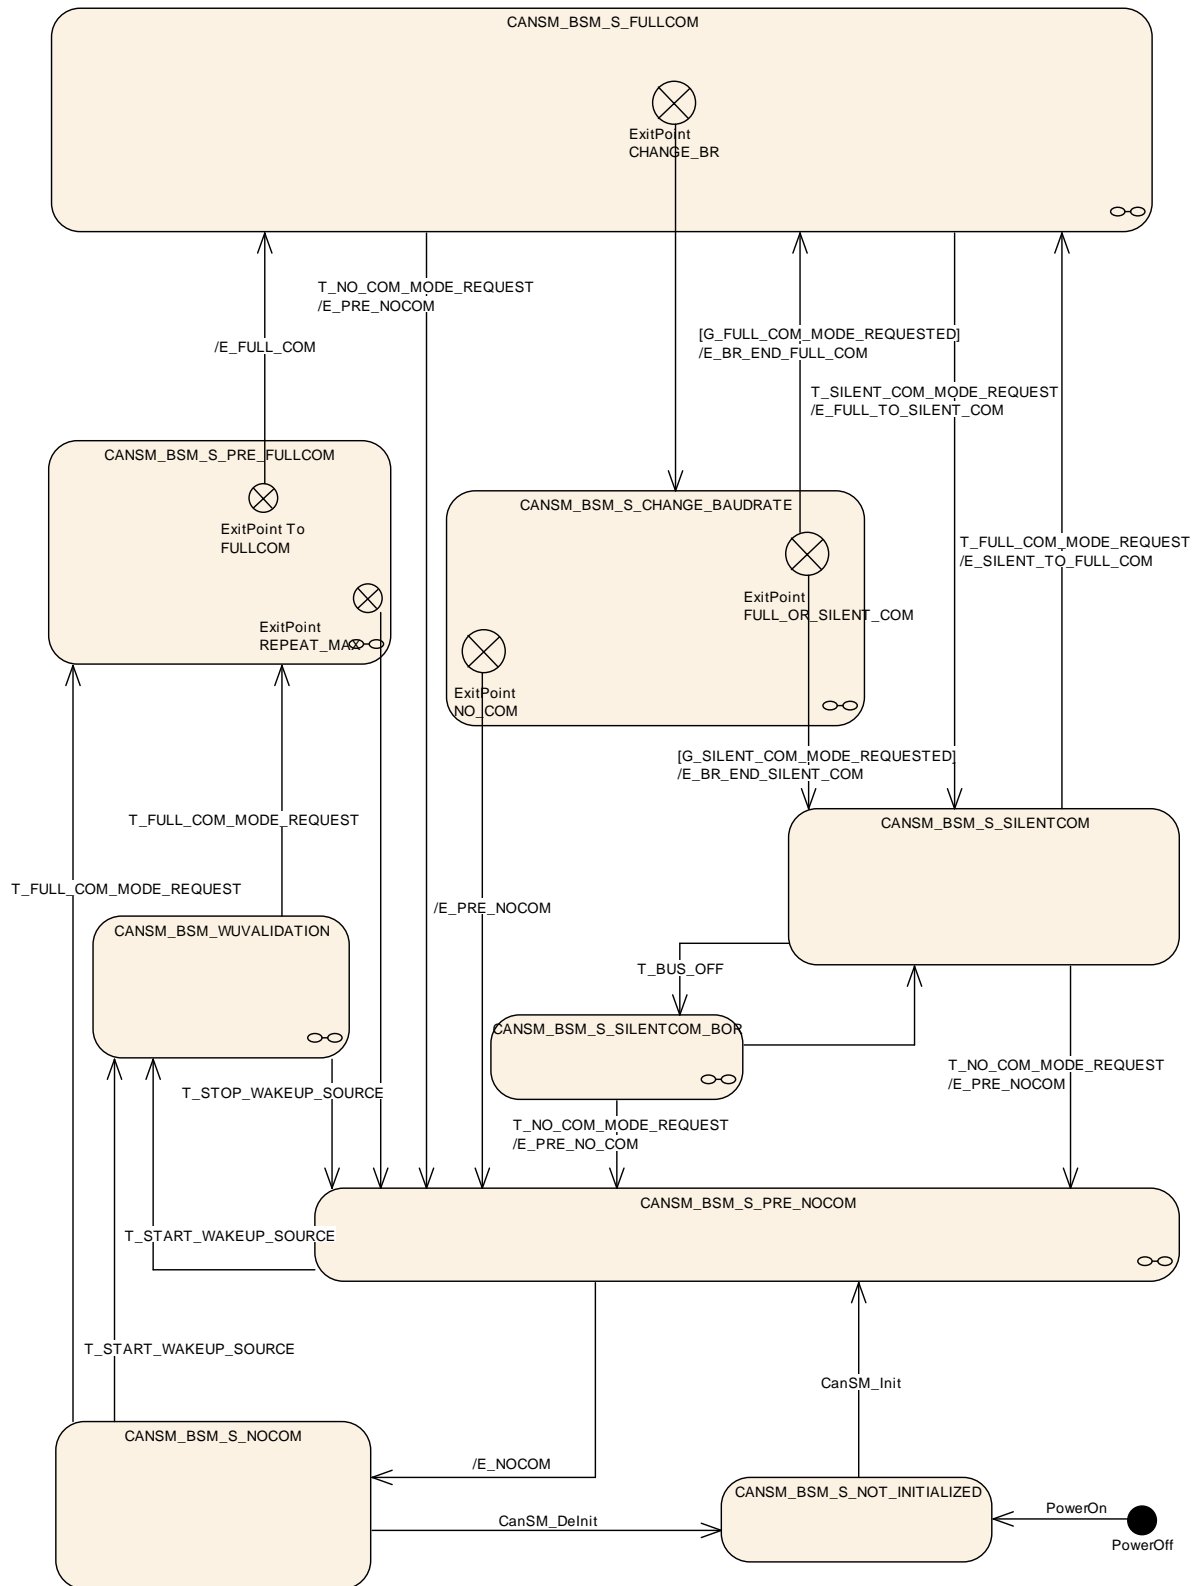 CANSM_BSM_S_FULLCOM
ExitPoint
CHANGE_BR
T_NO_COM_MODE_REQUEST
/E_PRE_NOCOM
/E_FULL_COM
[G_FULL_COM_MODE_REQUESTED]
/E_BR_END_FULL_COM
T_SILENT_COM_MODE_REQUEST
/E_FULL_TO_SILENT_COM
CANSM_BSM_S_PRE_FULLCOM
ExitPoint To
FULLCOM
ExitPoint
REPEAT_MAX
CANSM_BSM_S_CHANGE_BAUDRATE
ExitPoint
FULL_OR_SILENT_COM
ExitPoint
NO_COM
T_FULL_COM_MODE_REQUEST
/E_SILENT_TO_FULL_COM
[G_SILENT_COM_MODE_REQUESTED]
/E_BR_END_SILENT_COM
CANSM_BSM_S_SILENTCOM
T_FULL_COM_MODE_REQUEST
T_FULL_COM_MODE_REQUEST
/E_PRE_NOCOM
CANSM_BSM_WUVALIDATION
T_BUS_OFF
CANSM_BSM_S_SILENTCOM_BOR
T_NO_COM_MODE_REQUEST
/E_PRE_NOCOM
T_STOP_WAKEUP_SOURCE
T_NO_COM_MODE_REQUEST
/E_PRE_NO_COM
CANSM_BSM_S_PRE_NOCOM
T_START_WAKEUP_SOURCE
T_START_WAKEUP_SOURCE
CanSM_Init
CANSM_BSM_S_NOCOM
/E_NOCOM
CANSM_BSM_S_NOT_INITIALIZED
CanSM_DeInit
PowerOn
PowerOff